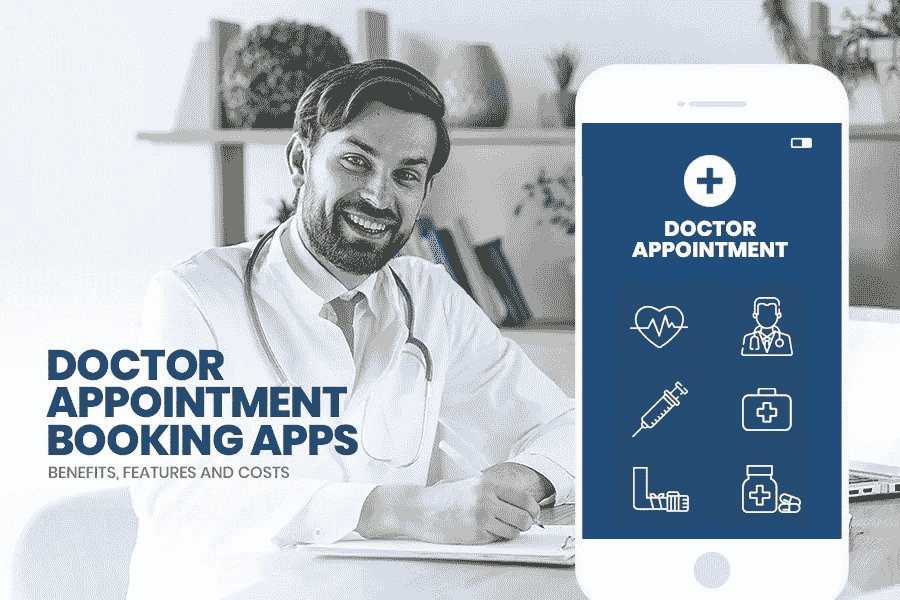 DOCTOR
APPOINTMENT
BOOKING APPS
BENEFITS, FEATURES AND COSTS
DOCTOR
APPOINTMENT